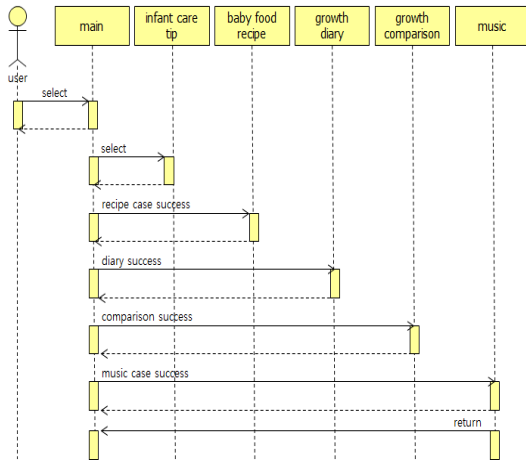 main
infant care
tip
baby food
recipe
growth
diary
growth
comparison
music
user
select
select
recipe case success
diary success
comparison success
music case success
return